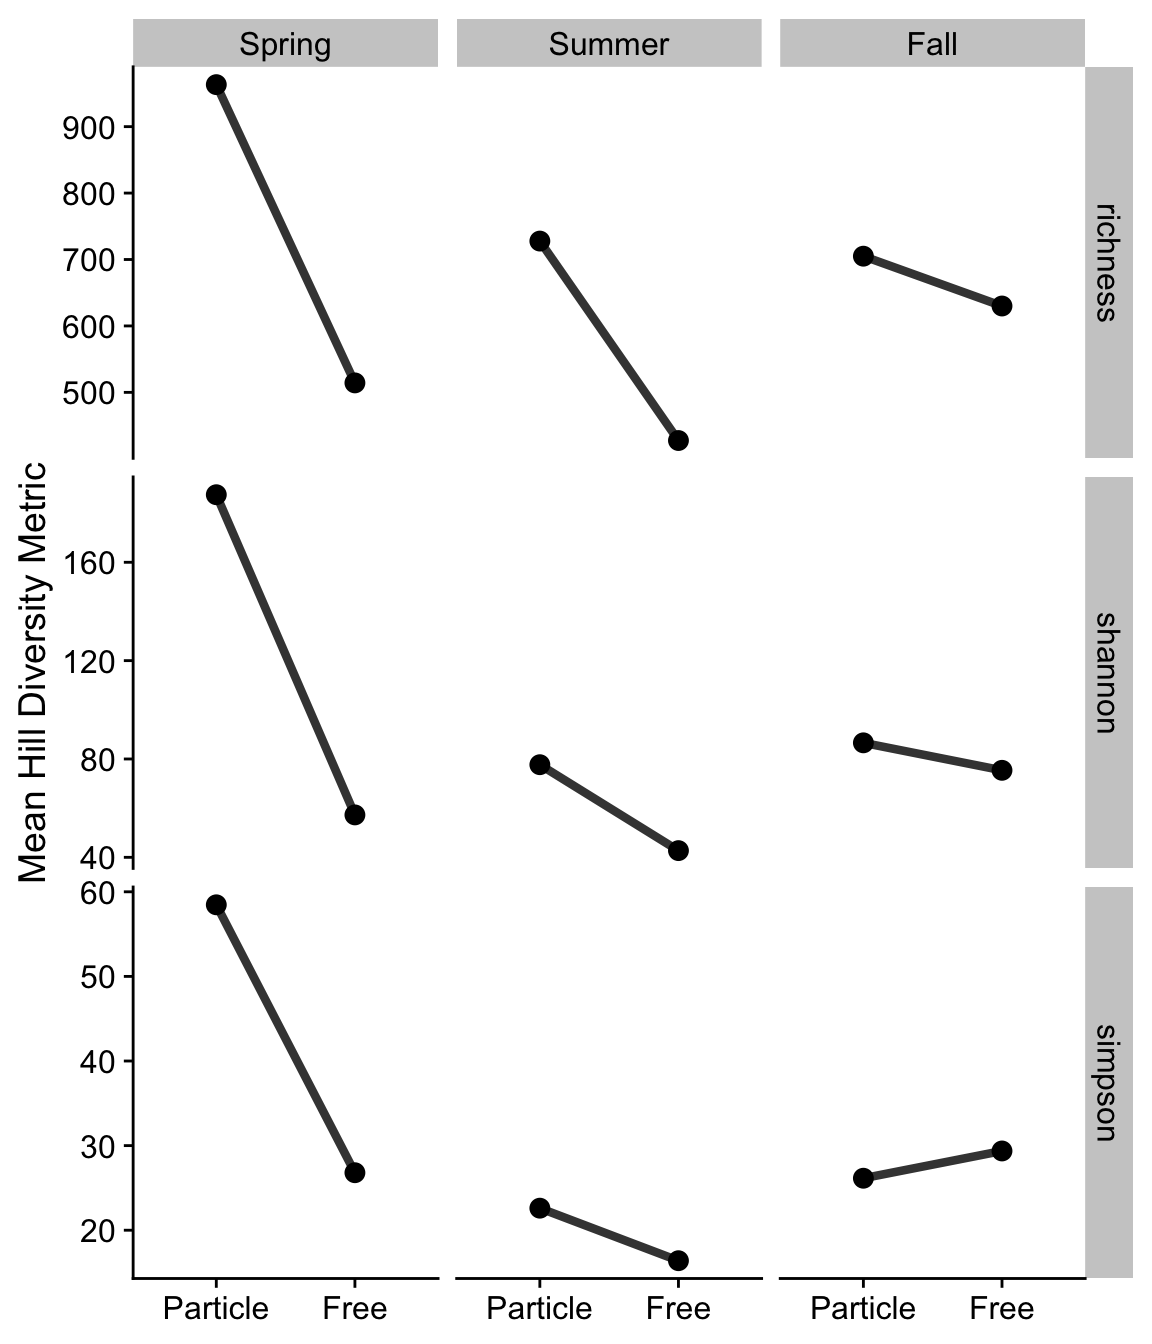 Spring
Summer
Fall
900
800
700
600
500
richness
Mean Hill Diversity Metric
160
120
80
40
shannon
60
50
40
30
20
simpson
Particle
Free
Particle
Free
Particle
Free